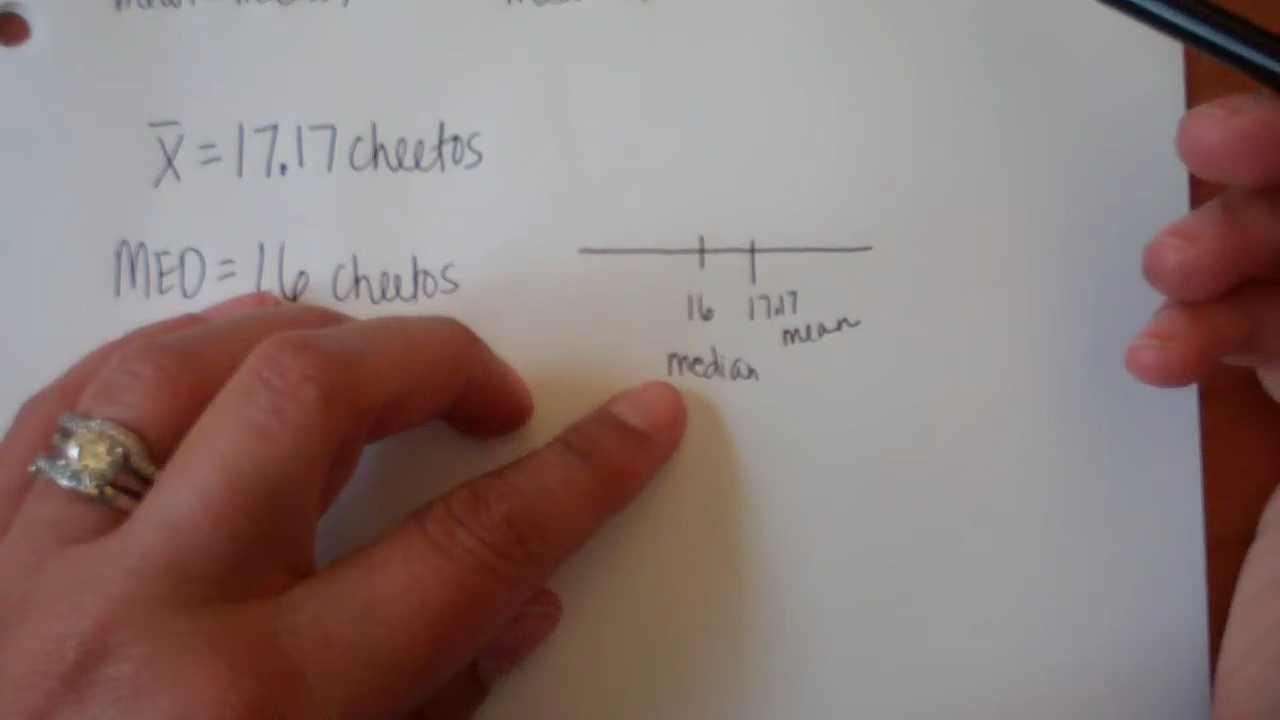 x̄ = 17.17 cheetos
MED = 16 cheetos
16 17.17
mean
median